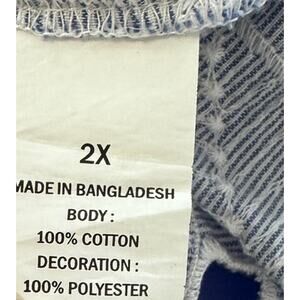 2X
MADE IN BANGLADESH
BODY :
100% COTTON
DECORATION :
100% POLYESTER